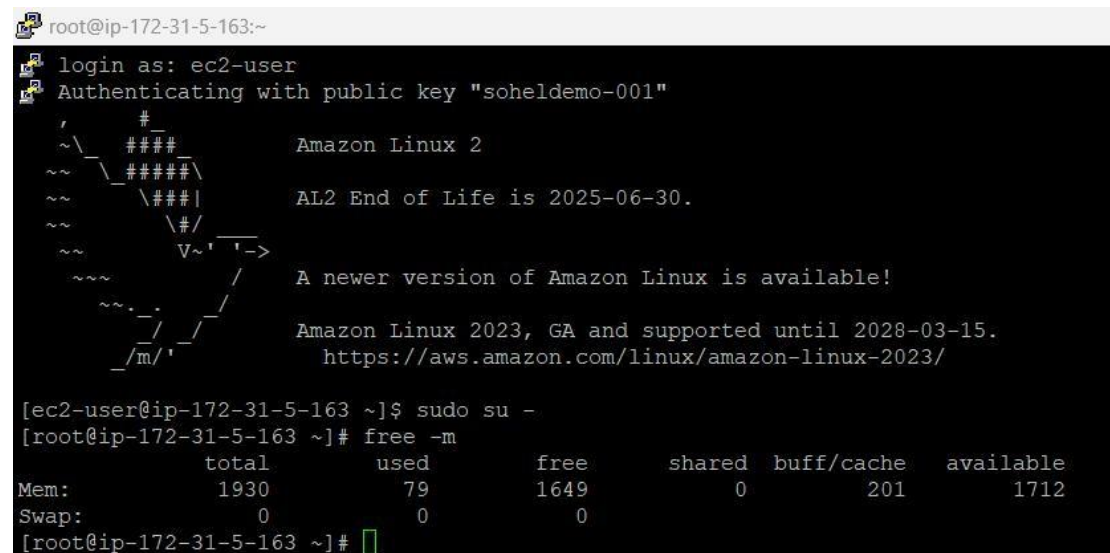 root@ip-172-31-5-163:~
login as: ec2-user
Authenticating with public key "soheldemo-001"
   ,     #_
   ~\_  ####_        Amazon Linux 2
  ~~  \_#####\
  ~~     \###|       AL2 End of Life is 2025-06-30.
  ~~       \#/ ___
   ~~       V~' '->
    ~~~         /    A newer version of Amazon Linux is available!
      ~~._.   _/
         _/ _/       Amazon Linux 2023, GA and supported until 2028-03-15.
       _/m/'           https://aws.amazon.com/linux/amazon-linux-2023/
[ec2-user@ip-172-31-5-163 ~]$ sudo su -
[root@ip-172-31-5-163 ~]# free -m
              total        used        free      shared  buff/cache   available
Mem:           1930          79        1649           0         201        1712
Swap:             0           0           0
[root@ip-172-31-5-163 ~]#